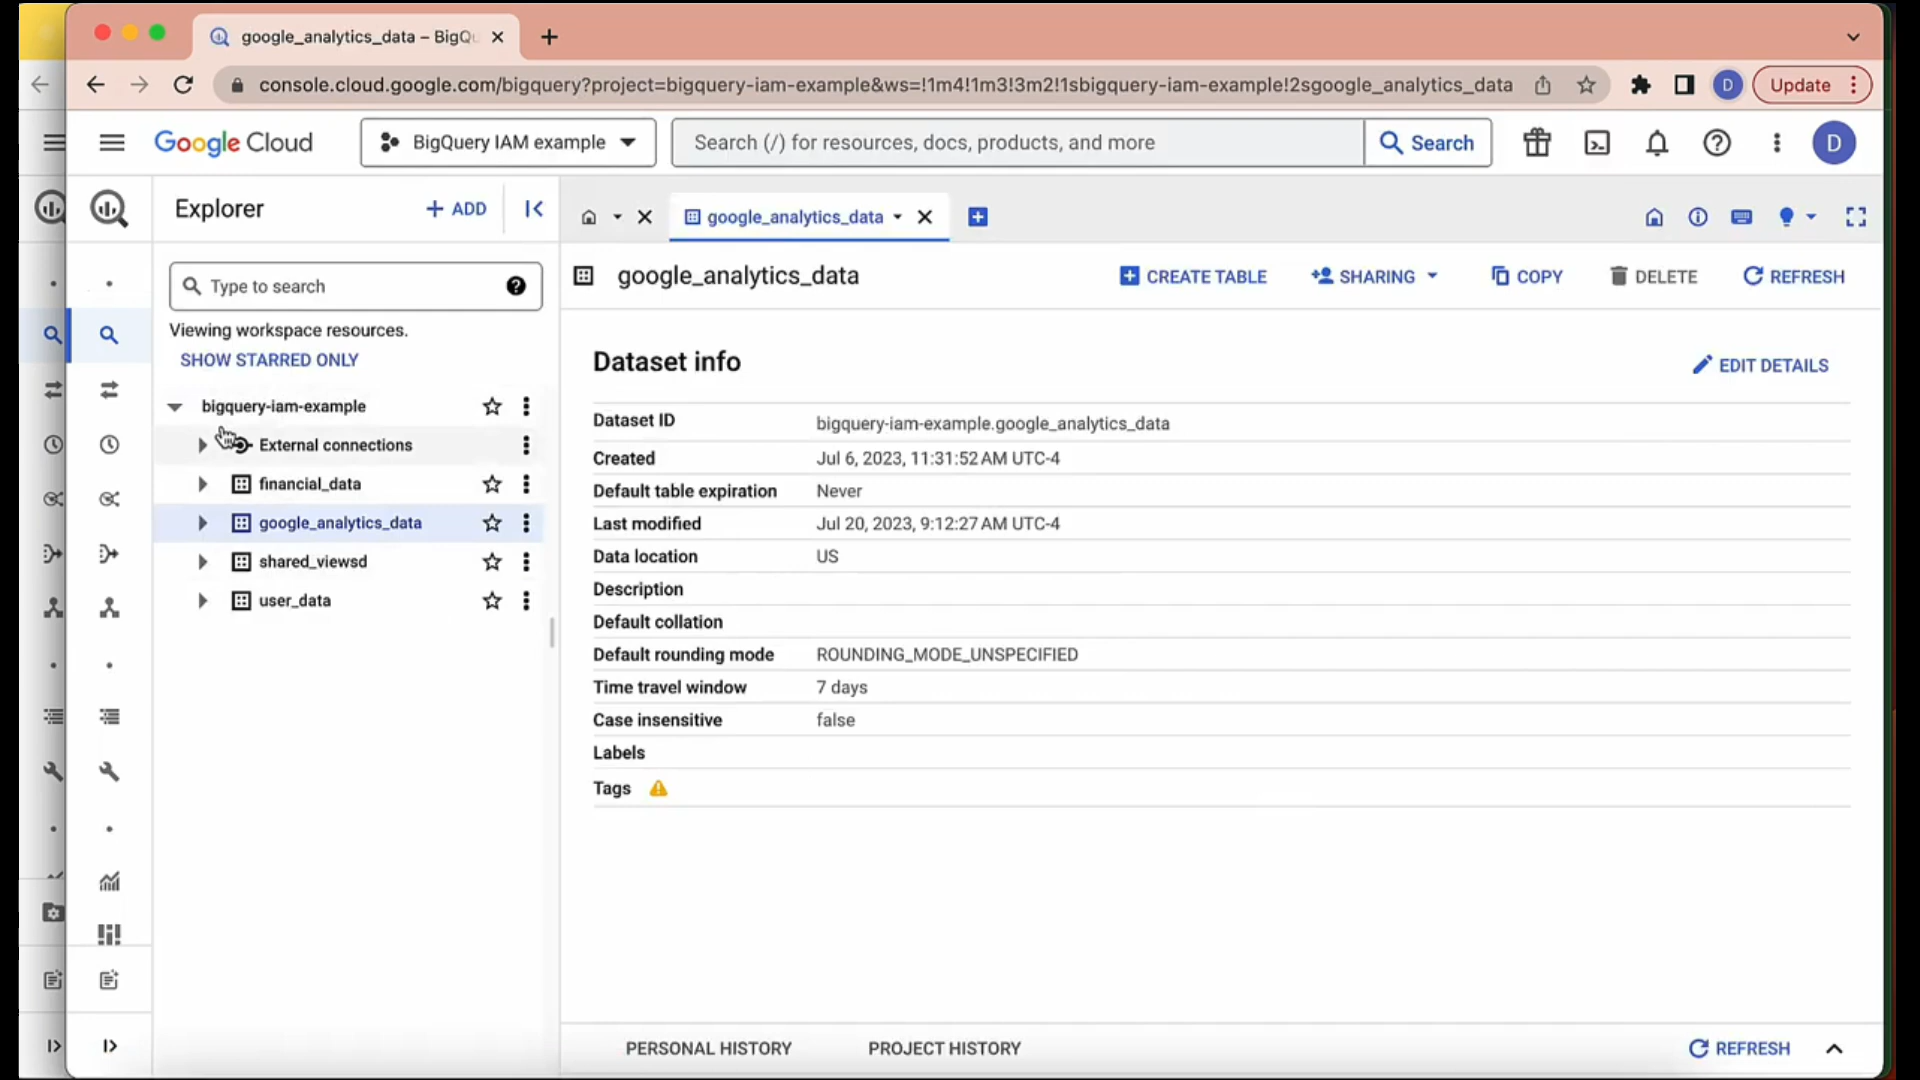 google_analytics_data – BigQu
console.cloud.google.com/bigquery?project=bigquery-iam-example&ws=!1m4!1m3!3m2!1sbigquery-iam-example!2sgoogle_analytics_data
D
Update
Google Cloud
BigQuery IAM example
Search (/) for resources, docs, products, and more
Search
D
Explorer
+ ADD
google_analytics_data
Type to search
google_analytics_data
CREATE TABLE
SHARING
COPY
DELETE
REFRESH
Viewing workspace resources.
SHOW STARRED ONLY
bigquery-iam-example
External connections
financial_data
google_analytics_data
shared_viewsd
user_data
Dataset info
EDIT DETAILS
Dataset ID bigquery-iam-example.google_analytics_data
Created Jul 6, 2023, 11:31:52 AM UTC-4
Default table expiration Never
Last modified Jul 20, 2023, 9:12:27 AM UTC-4
Data location US
Description
Default collation
Default rounding mode ROUNDING_MODE_UNSPECIFIED
Time travel window 7 days
Case insensitive false
Labels
Tags
PERSONAL HISTORY
PROJECT HISTORY
REFRESH